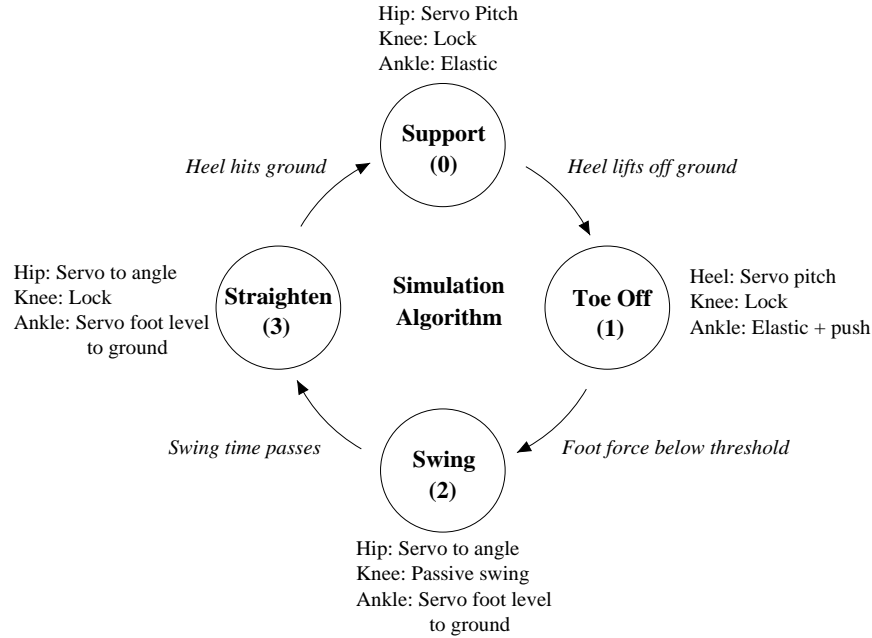 Hip: Servo Pitch
Knee: Lock
Ankle: Elastic
Support
(0)
Heel hits ground
Heel lifts off ground
Hip: Servo to angle
Knee: Lock
Ankle: Servo foot level
to ground
Straighten
(3)
Simulation
Algorithm
Toe Off
(1)
Heel: Servo pitch
Knee: Lock
Ankle: Elastic + push
Swing time passes
Foot force below threshold
Swing
(2)
Hip: Servo to angle
Knee: Passive swing
Ankle: Servo foot level
to ground